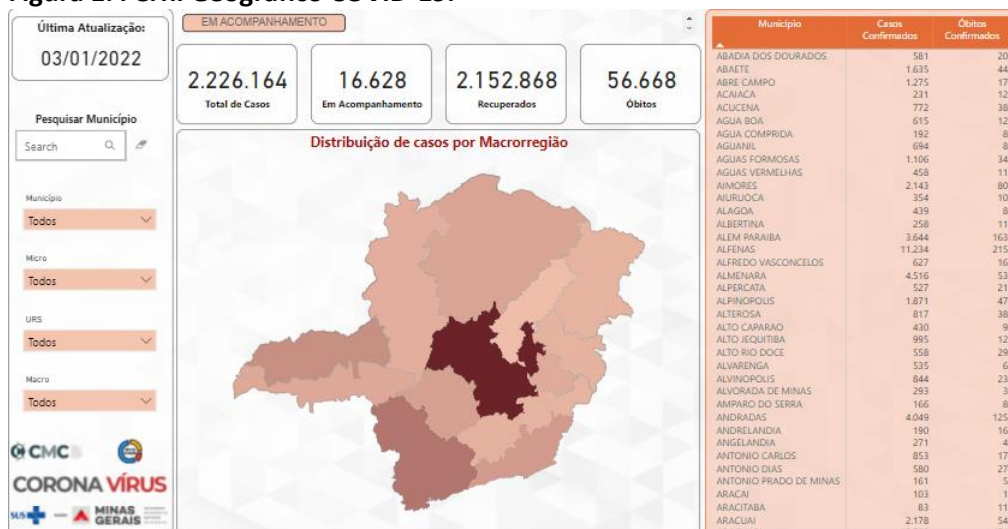 Última Atualização:
03/01/2022
Pesquisar Município
Search
Município
Todos
Micro
Todos
URS
Todos
Macro
Todos
CMC
CORONA VÍRUS
SUS
MINAS
GERAIS
EM ACOMPANHAMENTO
2.226.164
Total de Casos
16.628
Em Acompanhamento
2.152.868
Recuperados
56.668
Óbitos
Distribuição de casos por Macrorregião
Município Casos Confirmados Óbitos Confirmados
ABADIA DOS DOURADOS 581 20
ABAETE 1.635 44
ABRE CAMPO 1.275 17
ACAIACA 231 12
ACUCENA 772 38
AGUA BOA 615 12
AGUA COMPRIDA 192 8
AGUANIL 694 8
AGUAS FORMOSAS 1.106 34
AGUAS VERMELHAS 458 11
AIMORES 2.143 80
AIURUOCA 354 10
ALAGOA 439 8
ALBERTINA 258 11
ALEM PARAIBA 3.644 163
ALFENAS 11.234 215
ALFREDO VASCONCELOS 627 16
ALMENARA 4.516 53
ALPERCATA 527 21
ALPINOPOLIS 1.871 47
ALTEROSA 817 38
ALTO CAPARAO 430 9
ALTO JEQUITIBA 995 12
ALTO RIO DOCE 558 29
ALVARENGA 535 6
ALVINOPOLIS 844 23
ALVORADA DE MINAS 293 3
AMPARO DO SERRA 166 8
ANDRADAS 4.049 125
ANDRELANDIA 190 16
ANGELANDIA 271 4
ANTONIO CARLOS 853 17
ANTONIO DIAS 580 27
ANTONIO PRADO DE MINAS 161 5
ARACAI 103 1
ARACITABA 83
ARACUAI 2.178 58